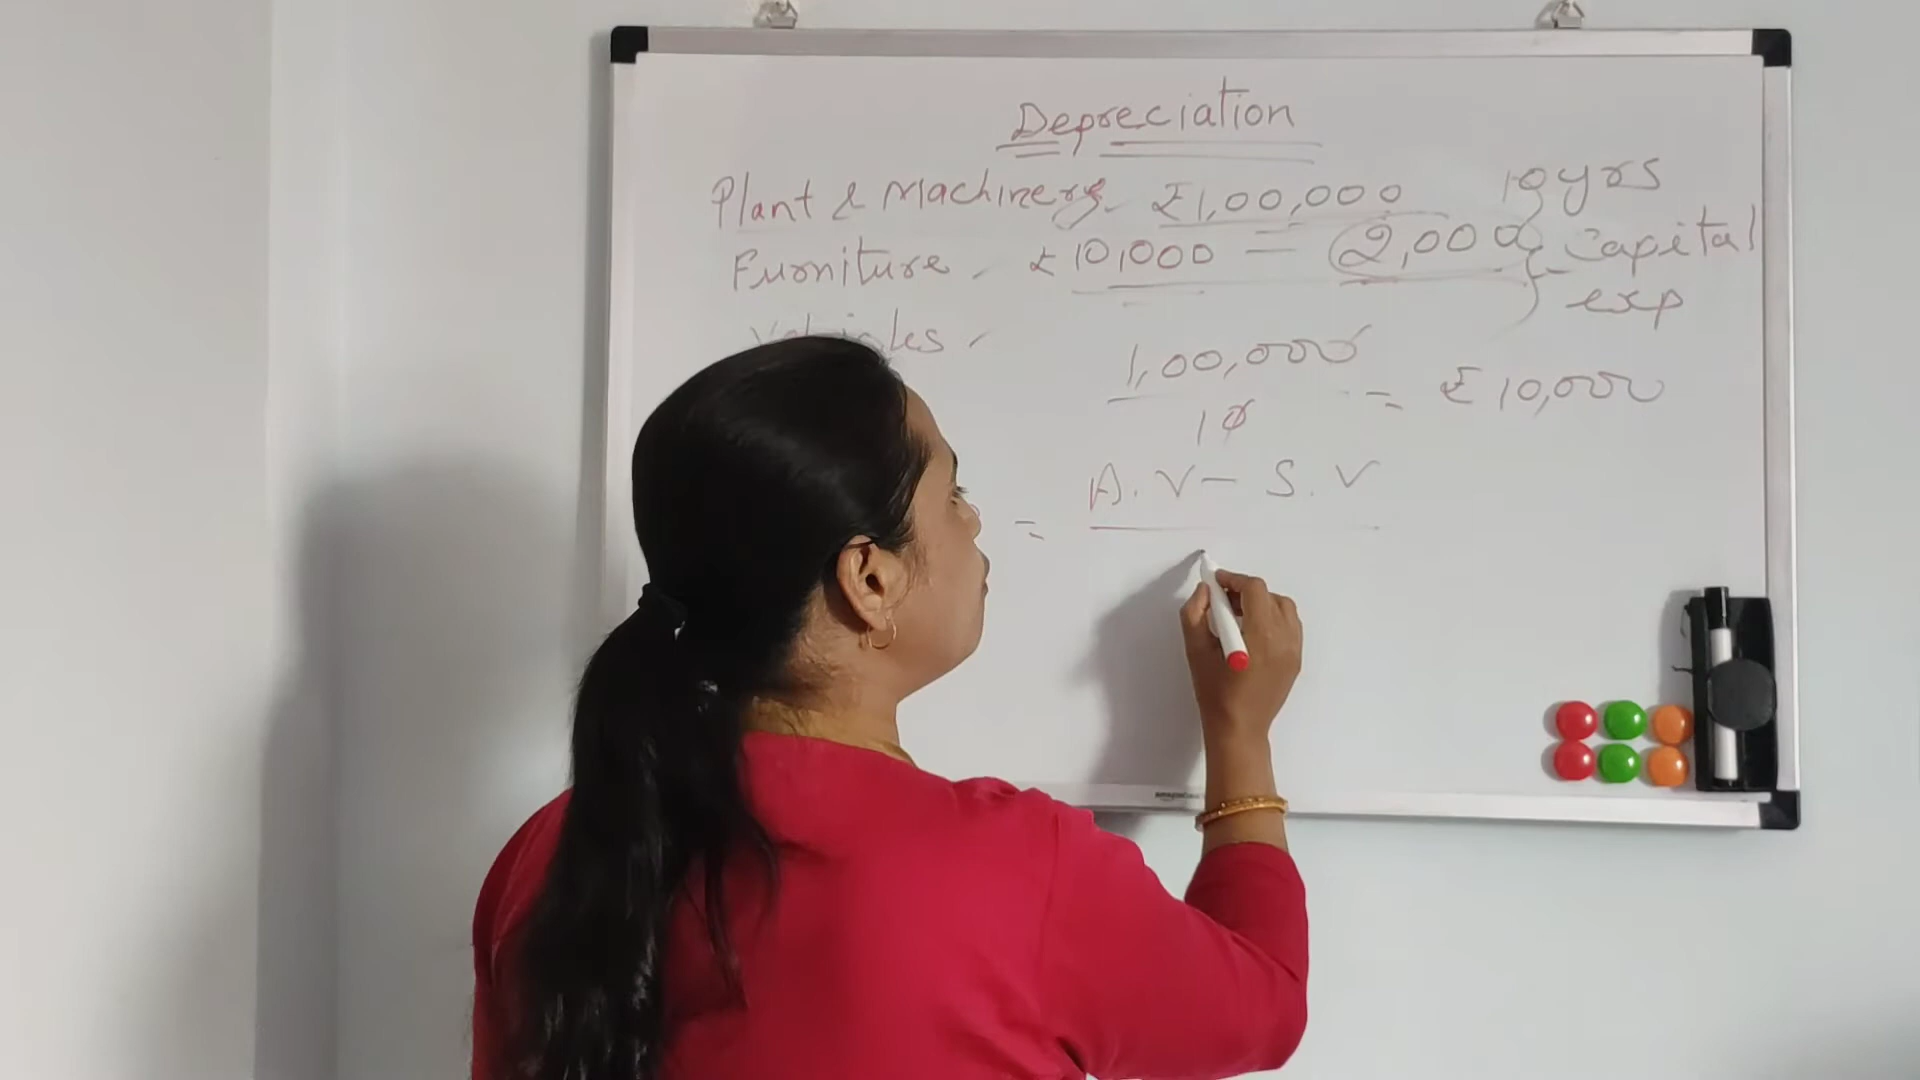 Depreciation
Plant & Machinery - ₹1,00,000 10yrs
Furniture - ₹10,000 = 2,000 } - Capital exp
Vehicles -
1,00,000
10
= ₹10,000
= A.V - S.V